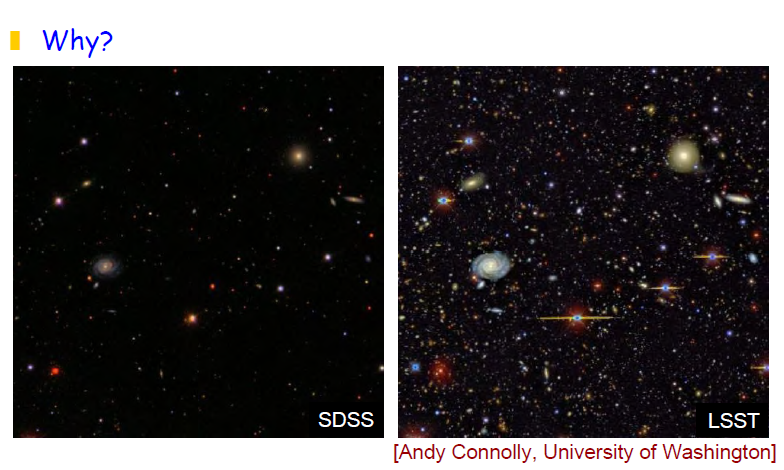 Why?
SDSS
LSST
[Andy Connolly, University of Washington]